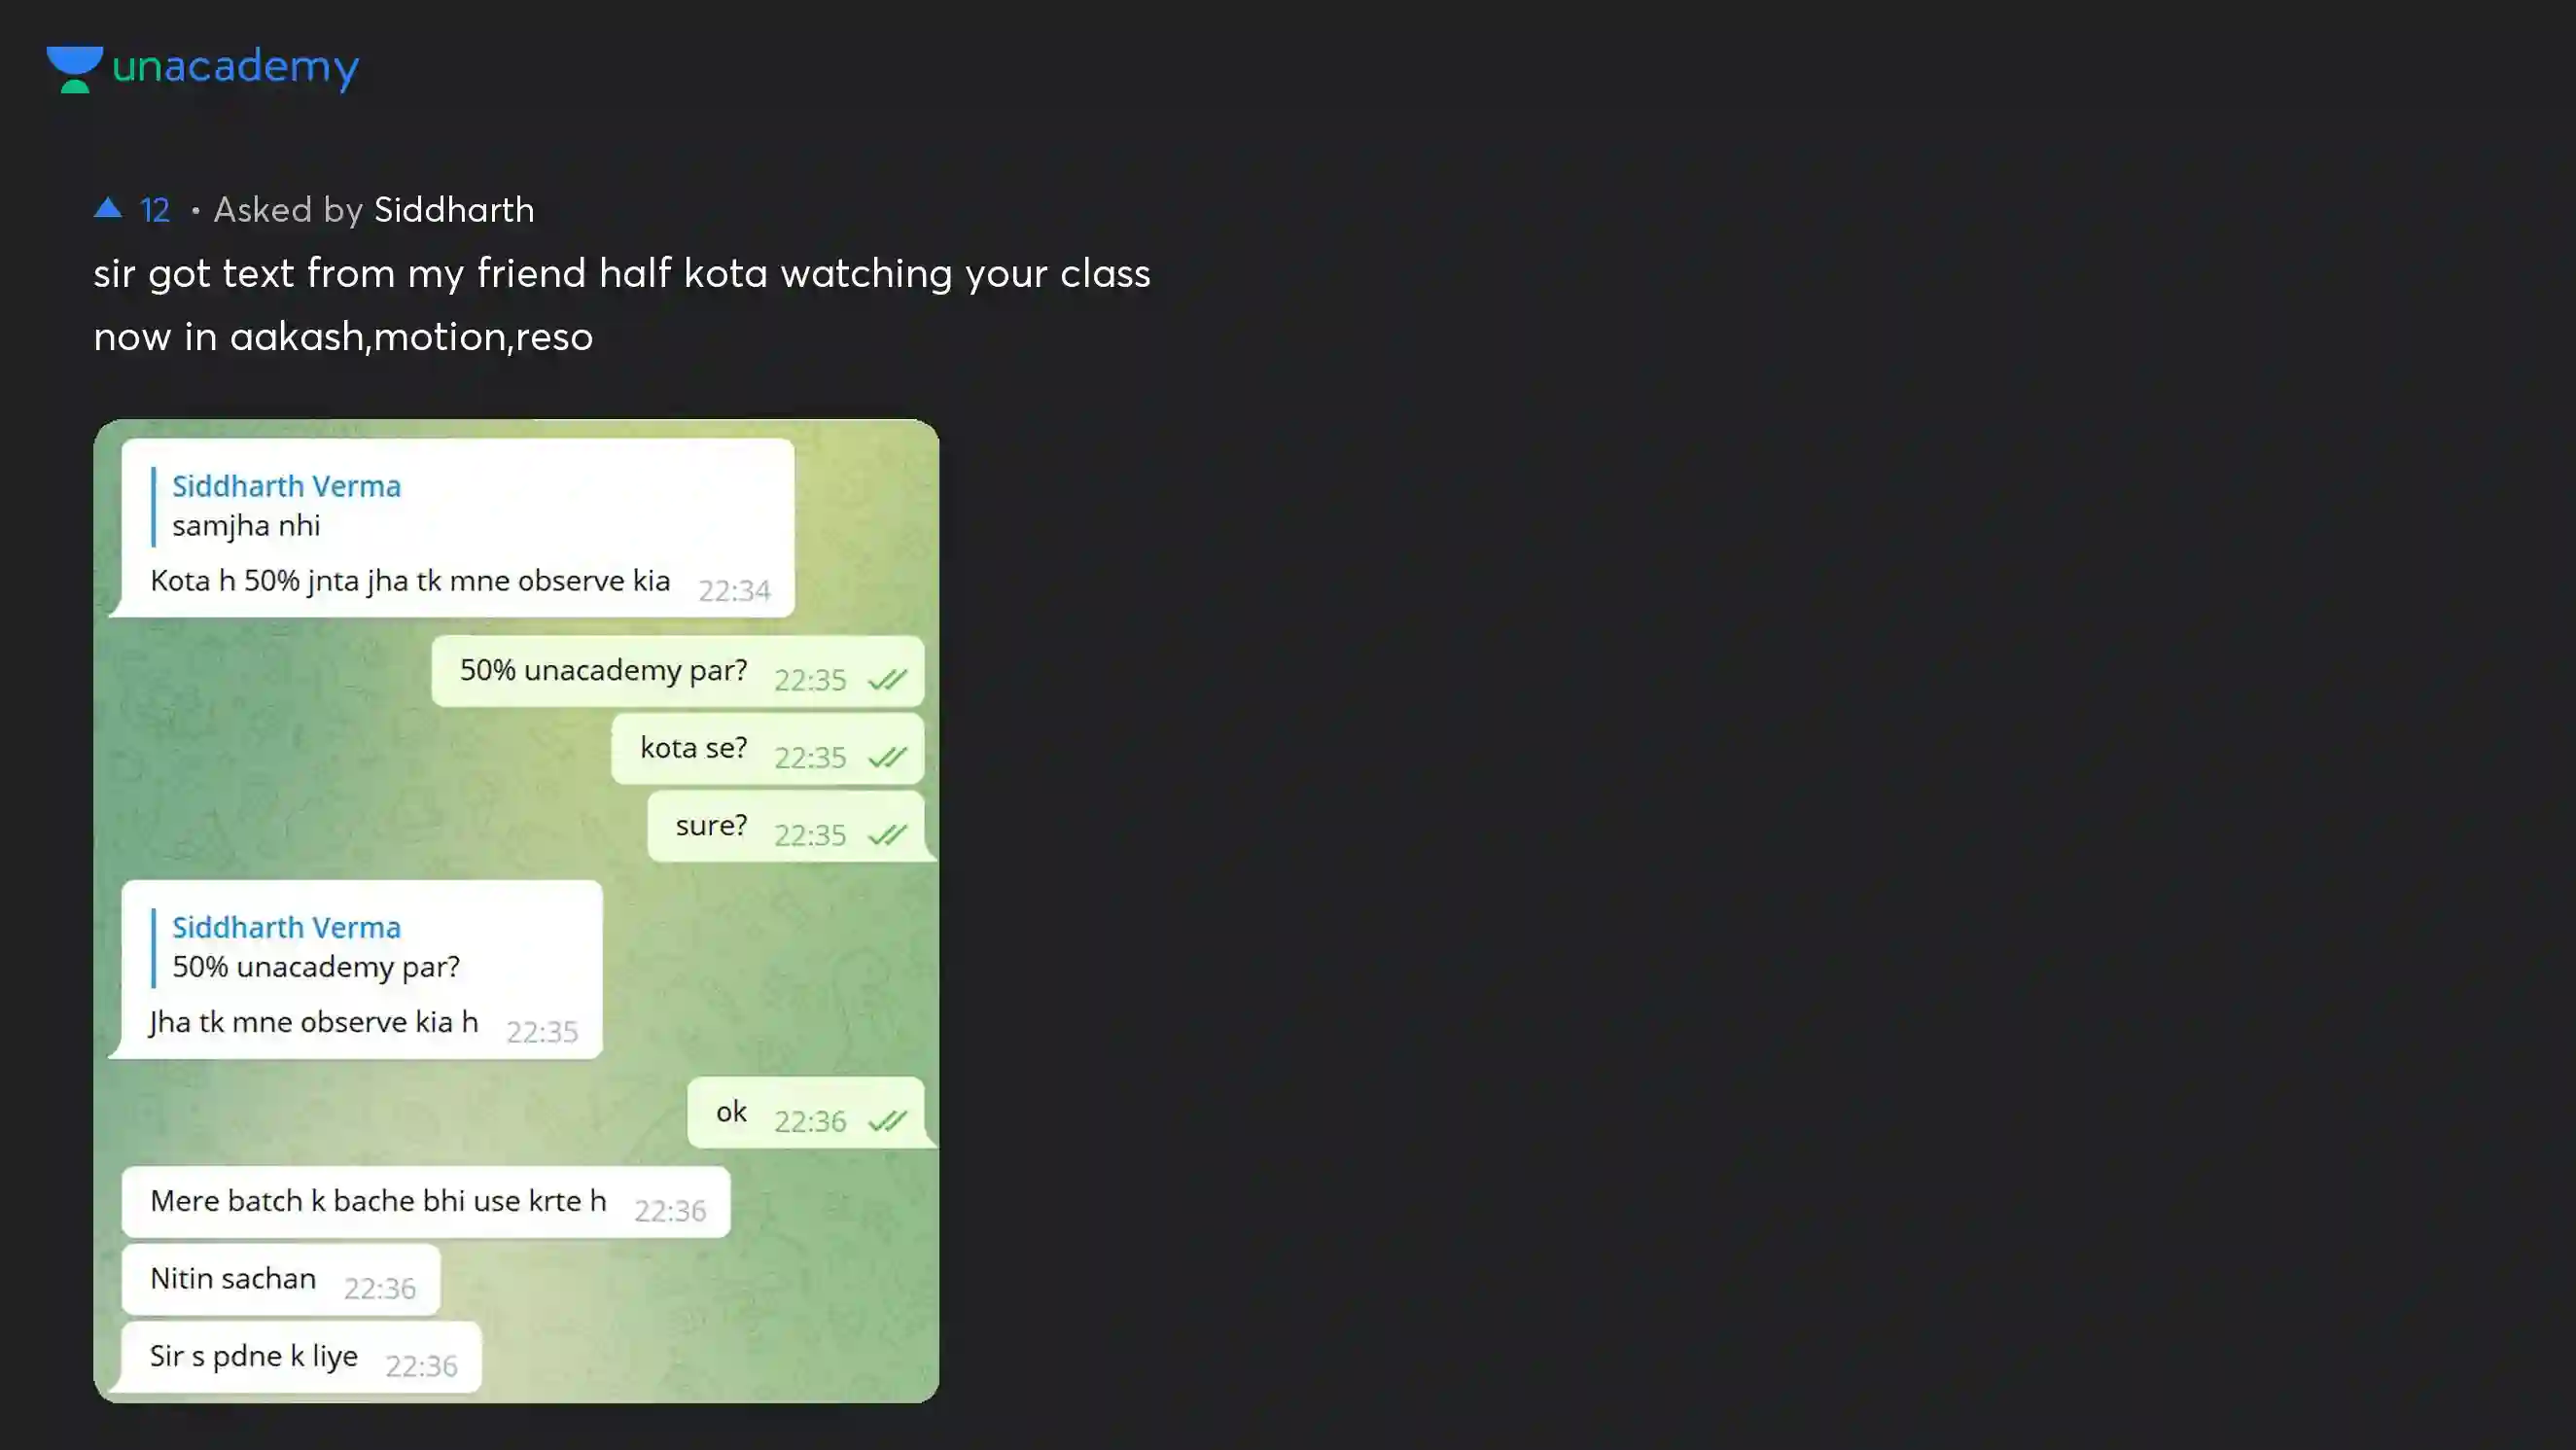 unacademy
▲ 12 • Asked by Siddharth
sir got text from my friend half kota watching your class
now in aakash,motion,reso
Siddharth Verma
samjha nhi
Kota h 50% jnta jha tk mne observe kia 22:34
50% unacademy par? 22:35
kota se? 22:35
sure? 22:35
Siddharth Verma
50% unacademy par?
Jha tk mne observe kia h 22:35
ok 22:36
Mere batch k bache bhi use krte h 22:36
Nitin sachan 22:36
Sir s pdne k liye 22:36